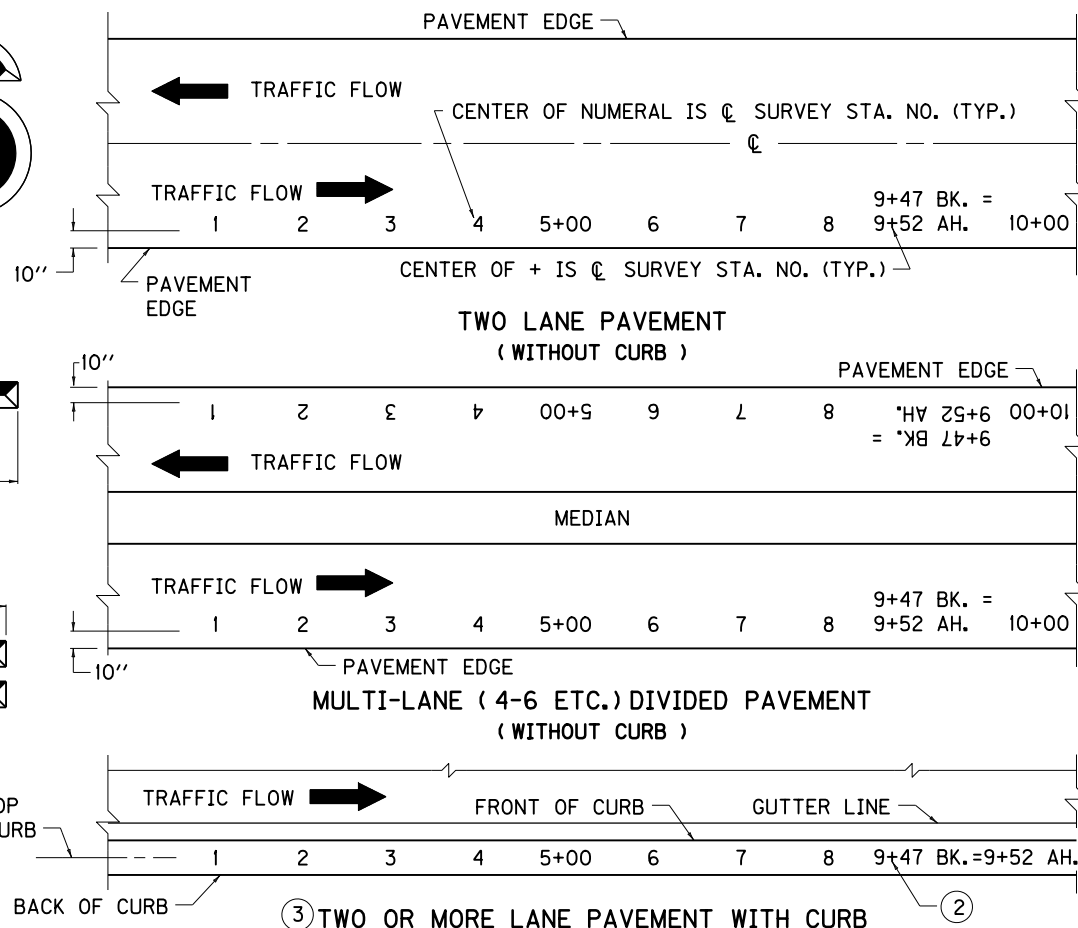 PAVEMENT EDGE
TRAFFIC FLOW
CENTER OF NUMERAL IS ℄ SURVEY STA. NO. (TYP.)
℄
TRAFFIC FLOW
9+47 BK. =
1 2 3 4 5+00 6 7 8 9+52 AH. 10+00
10''
CENTER OF + IS ℄ SURVEY STA. NO. (TYP.)
PAVEMENT
EDGE
TWO LANE PAVEMENT
(WITHOUT CURB)
10''
PAVEMENT EDGE
1 2 3 4 5+00 6 7 8 9+52 AH. 10+00
9+47 BK. =
TRAFFIC FLOW
MEDIAN
TRAFFIC FLOW
9+47 BK. =
1 2 3 4 5+00 6 7 8 9+52 AH. 10+00
10''
PAVEMENT EDGE
MULTI-LANE (4-6 ETC.) DIVIDED PAVEMENT
(WITHOUT CURB)
TRAFFIC FLOW
FRONT OF CURB
GUTTER LINE
1 2 3 4 5+00 6 7 8 9+47 BK.=9+52 AH.
BACK OF CURB
2
3 TWO OR MORE LANE PAVEMENT WITH CURB